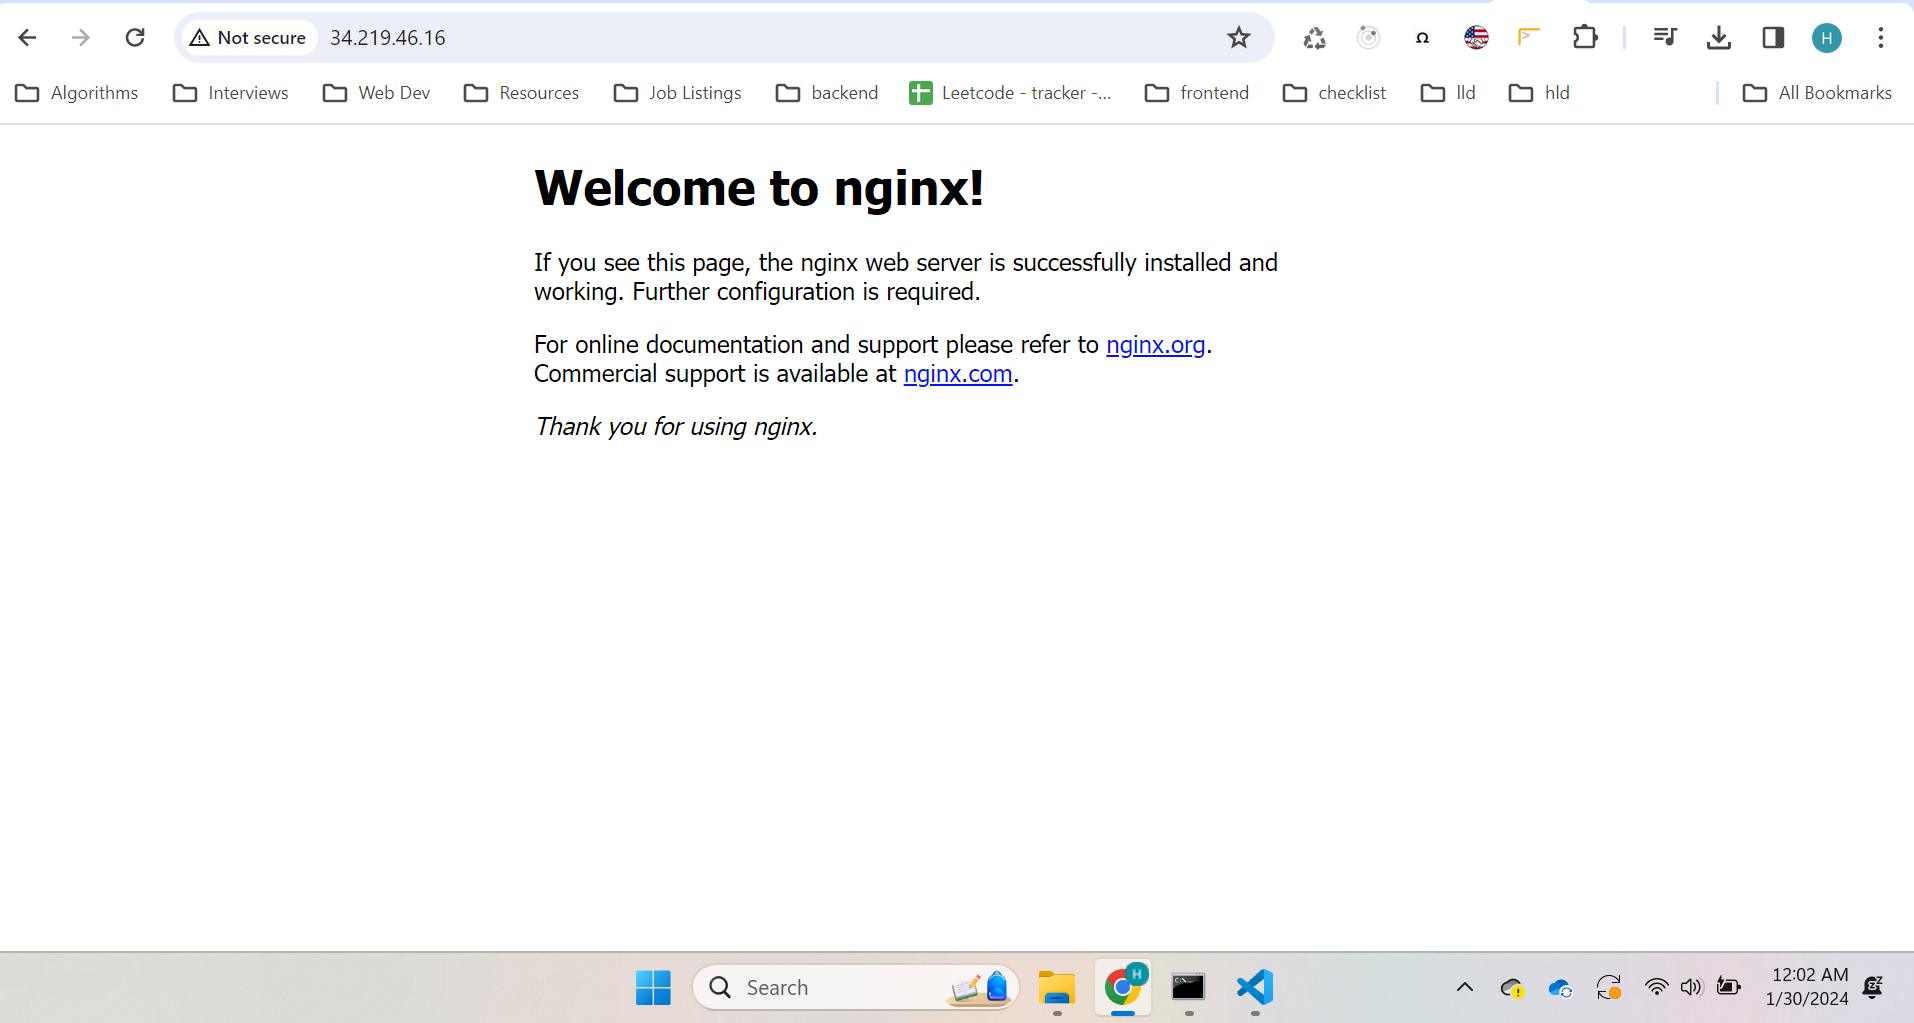 Not secure 34.219.46.16 Ω H
Algorithms Interviews Web Dev Resources Job Listings backend Leetcode - tracker -... frontend checklist lld hld All Bookmarks
Welcome to nginx!
If you see this page, the nginx web server is successfully installed and
working. Further configuration is required.
For online documentation and support please refer to nginx.org.
Commercial support is available at nginx.com.
Thank you for using nginx.
Search H 12:02 AM
1/30/2024